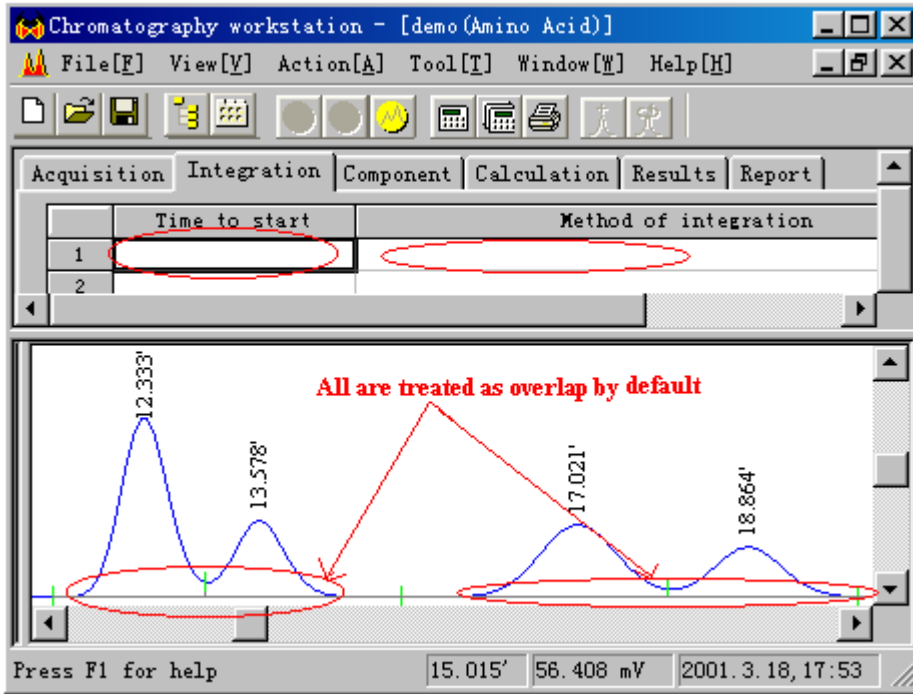 Chromatography workstation - [demo(Amino Acid)]
File[F] View[V] Action[A] Tool[T] Window[W] Help[H]
Acquisition Integration Component Calculation Results Report
Time to start Method of integration
1
2
All are treated as overlap by default
12.333'
13.578'
17.021'
18.864'
Press F1 for help 15.015' 56.408 mV 2001.3.18,17:53